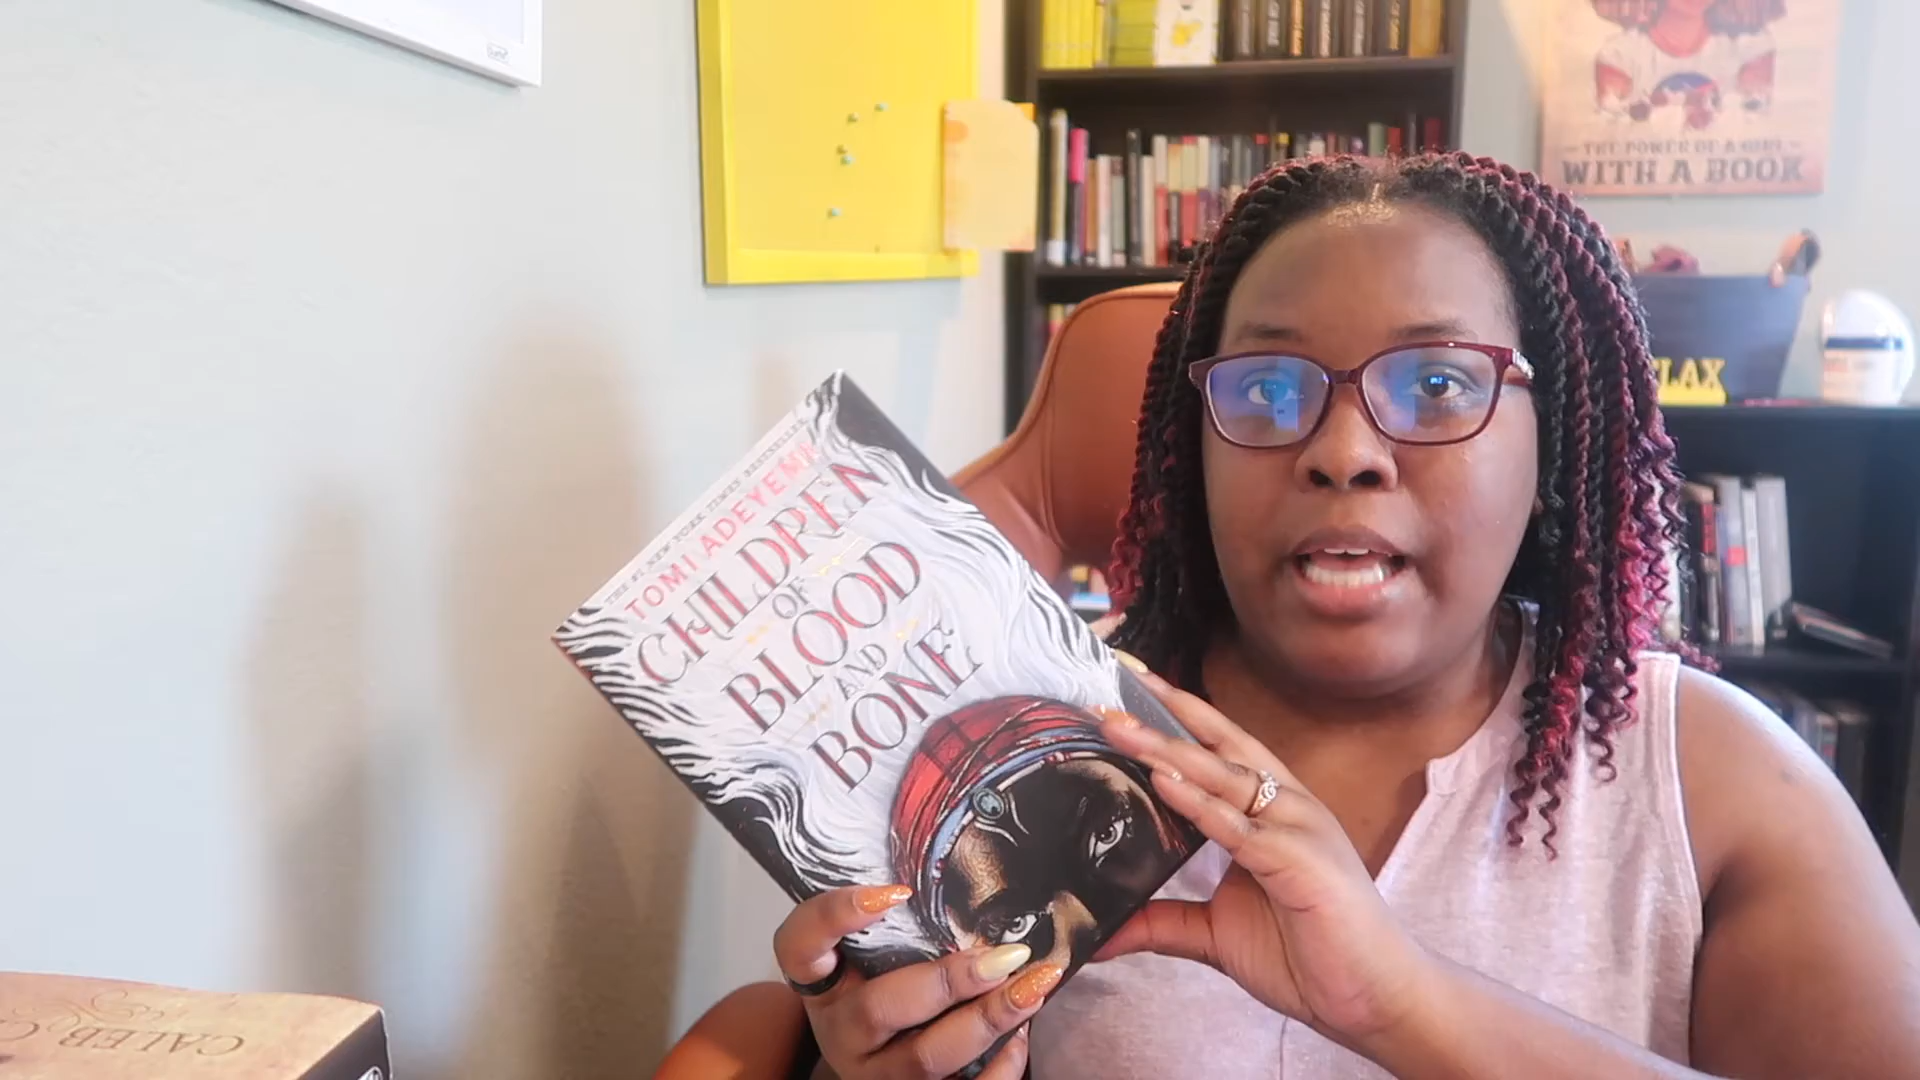 THE #1 NEW YORK TIMES BESTSELLER
TOMI ADEYEMI
CHILDREN
OF
BLOOD
AND
BONE
THE POWER OF A GIRL
WITH A BOOK
LAX
CALEB